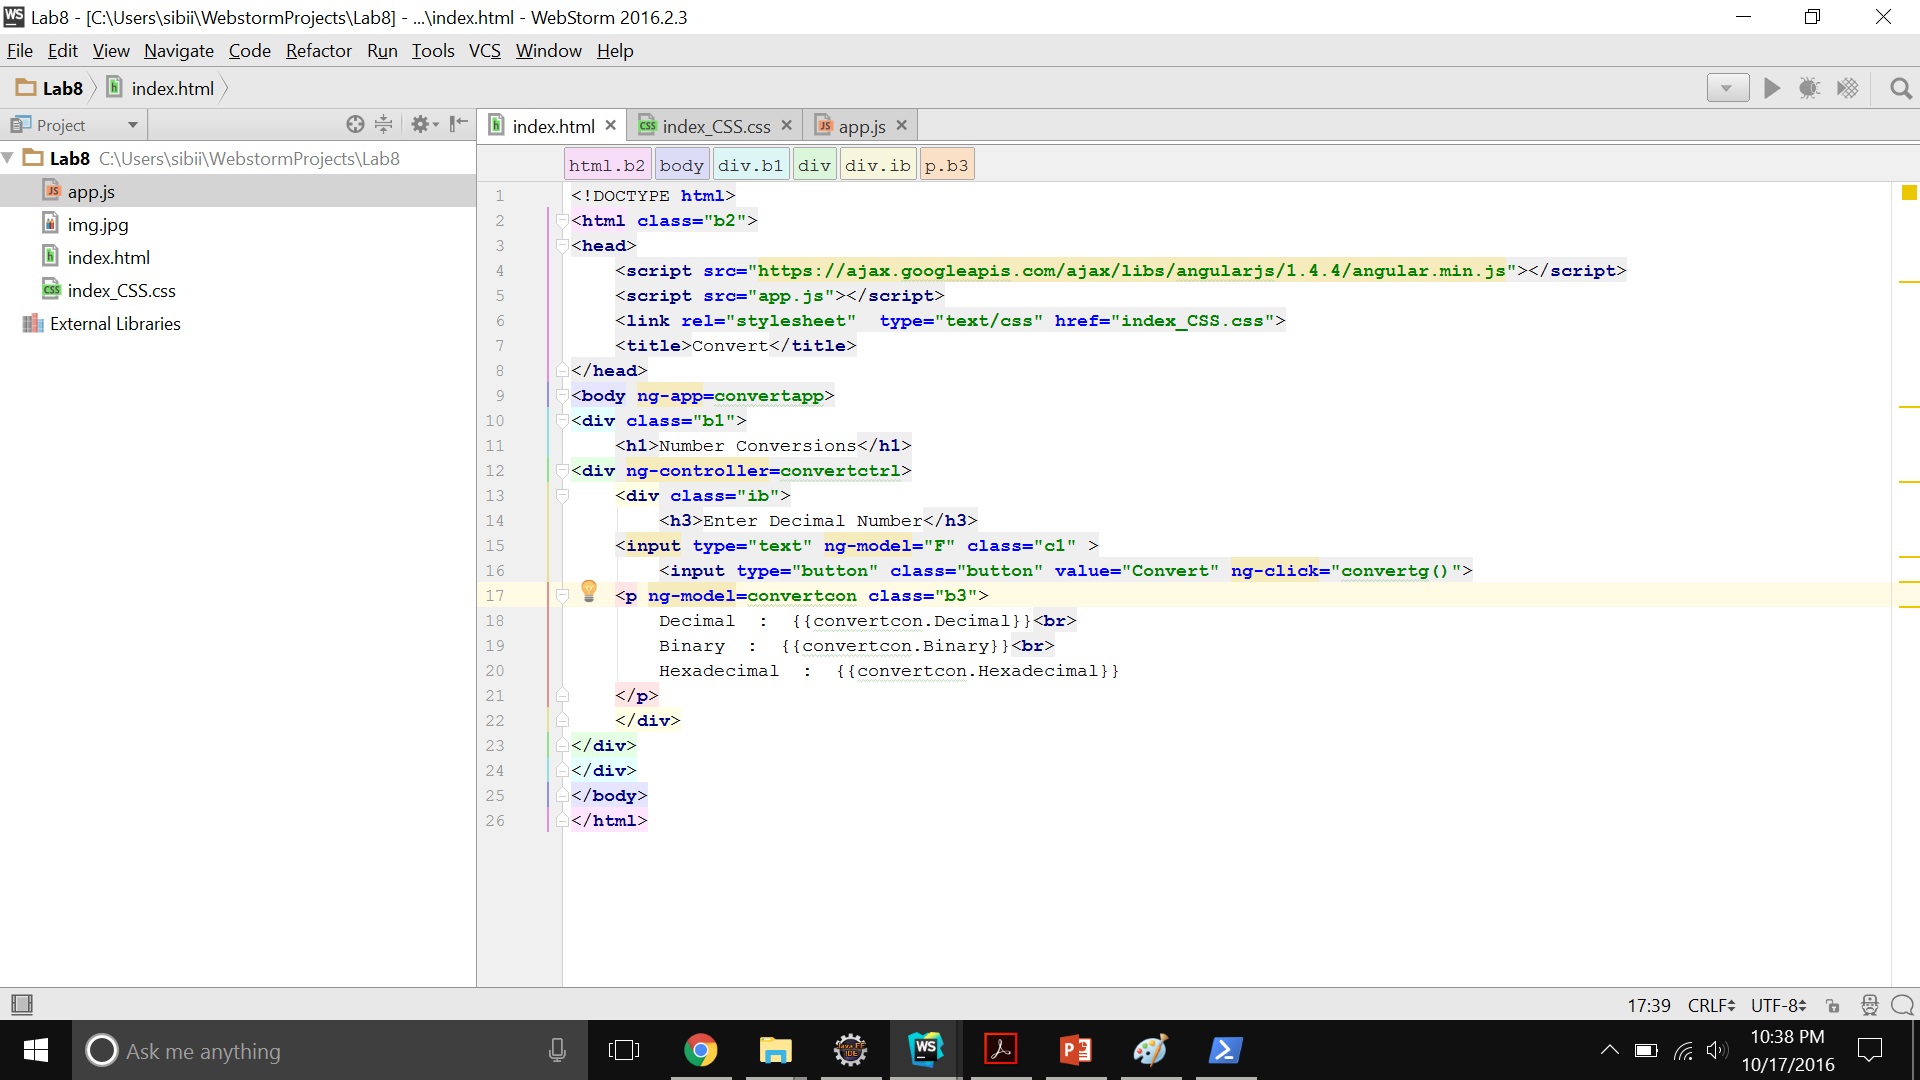 Lab8 - [C:\Users\sibii\WebstormProjects\Lab8] - ...\index.html - WebStorm 2016.2.3
File Edit View Navigate Code Refactor Run Tools VCS Window Help
Lab8 index.html
Project
index.html index_CSS.css app.js
Lab8 C:\Users\sibii\WebstormProjects\Lab8
app.js
img.jpg
index.html
index_CSS.css
External Libraries
html.b2 body div.b1 div div.ib p.b3
1 <!DOCTYPE html>
2 <html class="b2">
3 <head>
4 <script src="https://ajax.googleapis.com/ajax/libs/angularjs/1.4.4/angular.min.js"></script>
5 <script src="app.js"></script>
6 <link rel="stylesheet"  type="text/css" href="index_CSS.css">
7 <title>Convert</title>
8 </head>
9 <body ng-app=convertapp>
10 <div class="b1">
11 <h1>Number Conversions</h1>
12 <div ng-controller=convertctrl>
13 <div class="ib">
14 <h3>Enter Decimal Number</h3>
15 <input type="text" ng-model="F" class="c1" >
16 <input type="button" class="button" value="Convert" ng-click="convertg()">
17 <p ng-model=convertcon class="b3">
18 Decimal  :  {{convertcon.Decimal}}<br>
19 Binary  :  {{convertcon.Binary}}<br>
20 Hexadecimal  :  {{convertcon.Hexadecimal}}
21 </p>
22 </div>
23 </div>
24 </div>
25 </body>
26 </html>
17:39 CRLF UTF-8
Ask me anything
10:38 PM
10/17/2016